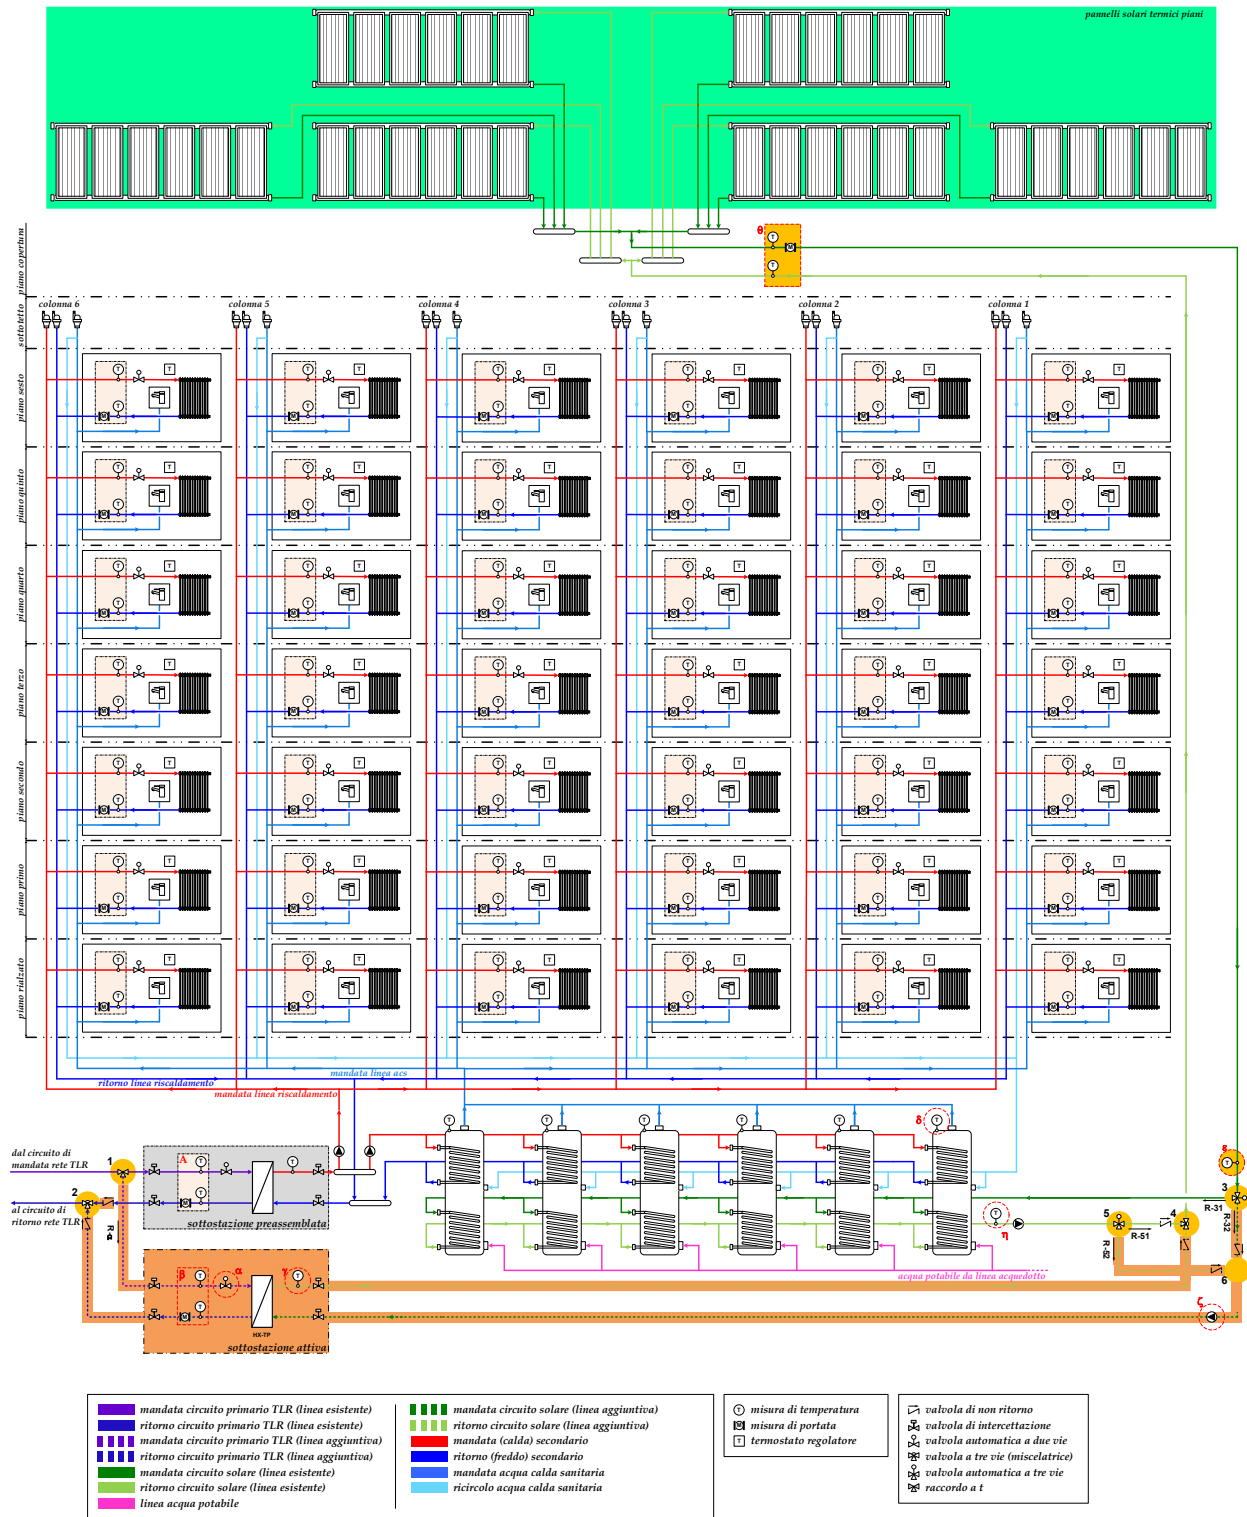 pannelli solari termici piani
piano copertura
θ
T
M
T
sottotetto
colonna 6
colonna 5
colonna 4
colonna 3
colonna 2
colonna 1
piano sesto
piano quinto
piano quarto
piano terzo
piano secondo
piano primo
piano rialzato
mandata linea acs
ritorno linea riscaldamento
mandata linea riscaldamento
dal circuito di
mandata rete TLR
al circuito di
ritorno rete TLR
1
2
A
sottostazione preassemblata
δ
ε
3
R-31
R-32
η
5
R-51
R-52
4
6
acqua potabile da linea acquedotto
β
α
γ
HX-TP
sottostazione attiva
ζ
mandata circuito primario TLR (linea esistente)
ritorno circuito primario TLR (linea esistente)
mandata circuito primario TLR (linea aggiuntiva)
ritorno circuito primario TLR (linea aggiuntiva)
mandata circuito solare (linea esistente)
ritorno circuito solare (linea esistente)
linea acqua potabile
mandata circuito solare (linea aggiuntiva)
ritorno circuito solare (linea aggiuntiva)
mandata (calda) secondario
ritorno (freddo) secondario
mandata acqua calda sanitaria
ricircolo acqua calda sanitaria
T misura di temperatura
M misura di portata
T termostato regolatore
valvola di non ritorno
valvola di intercettazione
valvola automatica a due vie
valvola a tre vie (miscelatrice)
valvola automatica a tre vie
raccordo a t